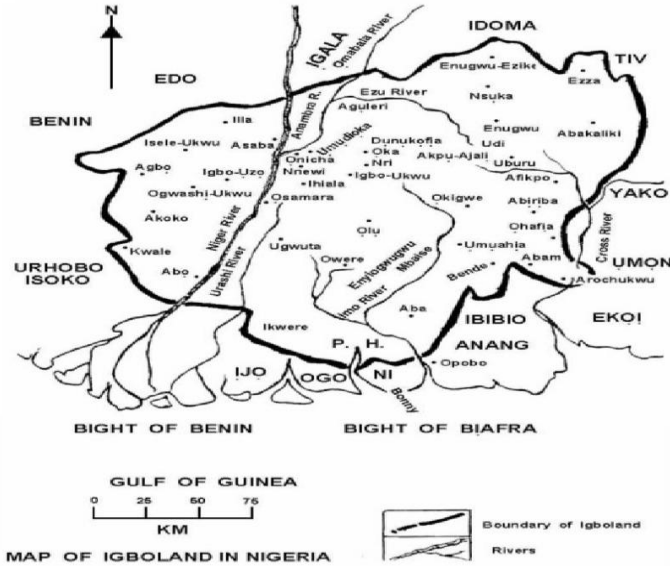 N
IDOMA
IGALA
Omabala River
Enugwu-Ezike
TIV
Ezza
EDO
Ezu River
Nsuka
Anambra R.
Aguleri
BENIN
Illa
Enugwu
Abakaliki
Isele-Ukwu
Asaba
Umudioka
Dunukofia
Udi
Onicha
Oka
Akpu-Ajali
Uburu
Agbo
Igbo-Uzo
Nnewi
Nri
Afikpo
Ihiala
Igbo-Ukwu
Ogwashi-Ukwu
YAKO
Osamara
Okigwe
Abiriba
Akoko
Niger River
Olu
Ohafia
Cross River
Kwale
Ugwuta
Umuahia
Owere
Enyiogwugwu
Mbaise
Abam
UMON
URHOBO
ISOKO
Abo
Urashi River
Bende
Arochukwu
Imo River
Aba
IBIBIO
EKOI
Ikwere
ANANG
P. H.
Opobo
IJO
OGO
NI
Bonny
BIGHT OF BENIN
BIGHT OF BIAFRA
GULF OF GUINEA
0 25 50 75
KM
Boundary of Igboland
Rivers
MAP OF IGBOLAND IN NIGERIA